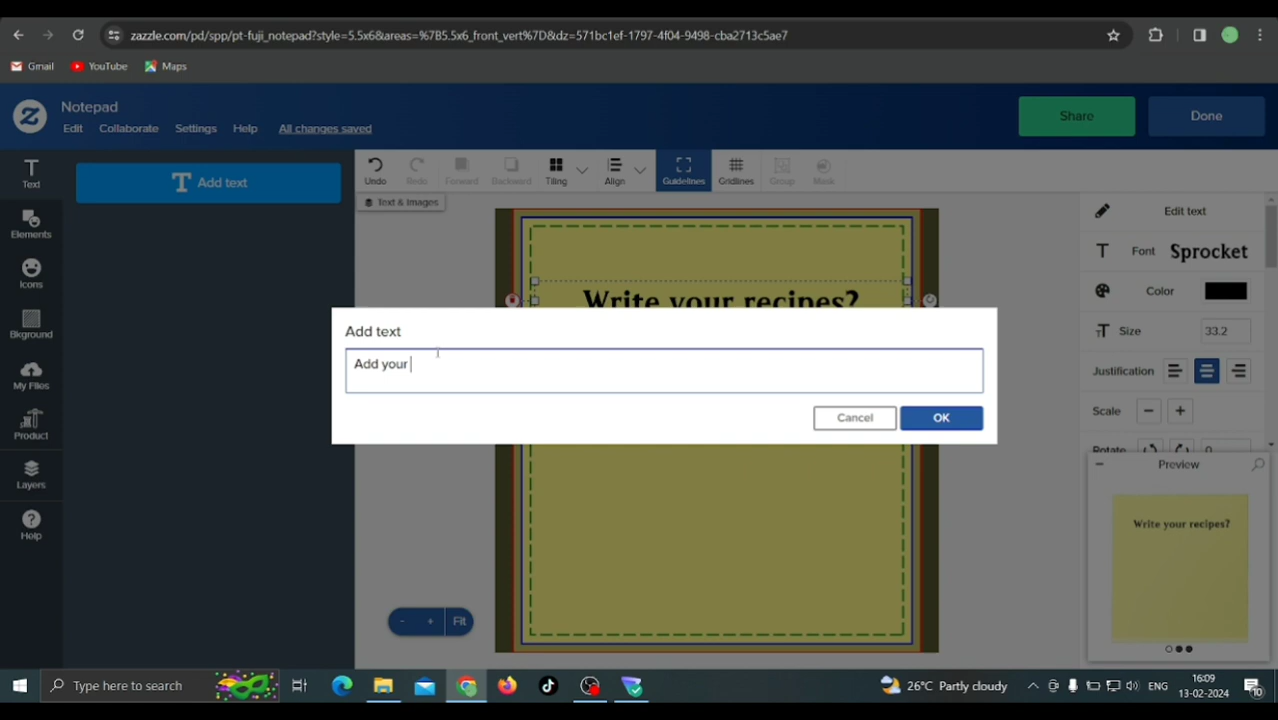 zazzle.com/pd/spp/pt-fuji_notepad?style=5.5x6&areas=%7B5.5x6_front_vert%7D&dz=571bc1ef-1797-4f04-9498-cba2713c5ae7
Gmail YouTube Maps
Notepad
Edit Collaborate Settings Help All changes saved
Share Done
Text
Add text
Undo Redo Forward Backward Tiling Align Guidelines Gridlines Group Mask
Text & Images
Edit text
Elements
Font Sprocket
Icons
Color
Write your recipes?
Bkground
Size 33.2
Add text
Add your
My Files
Justification
Scale
Cancel OK
Product
Rotate 0
Preview
Layers
Write your recipes?
Help
- + Fit
Type here to search
26°C Partly cloudy
ENG
16:09
13-02-2024
10